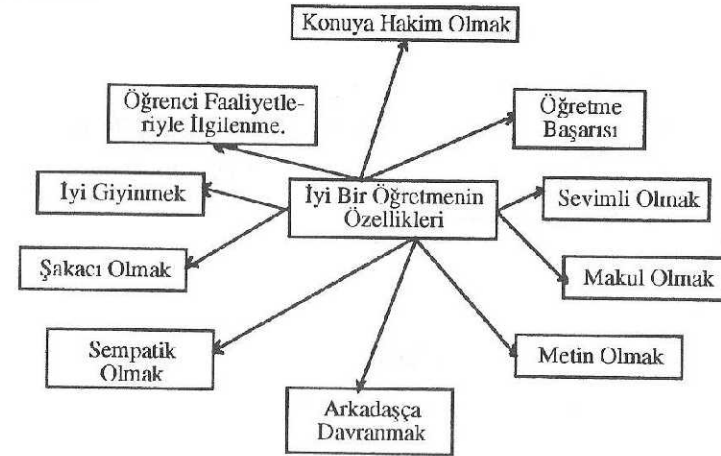 Konuya Hakim Olmak
Öğrenci Faaliyetle-
riyle İlgilenme.
Öğretme
Başarısı
İyi Giyinmek
İyi Bir Öğretmenin
Özellikleri
Sevimli Olmak
Şakacı Olmak
Makul Olmak
Sempatik
Olmak
Metin Olmak
Arkadaşça
Davranmak